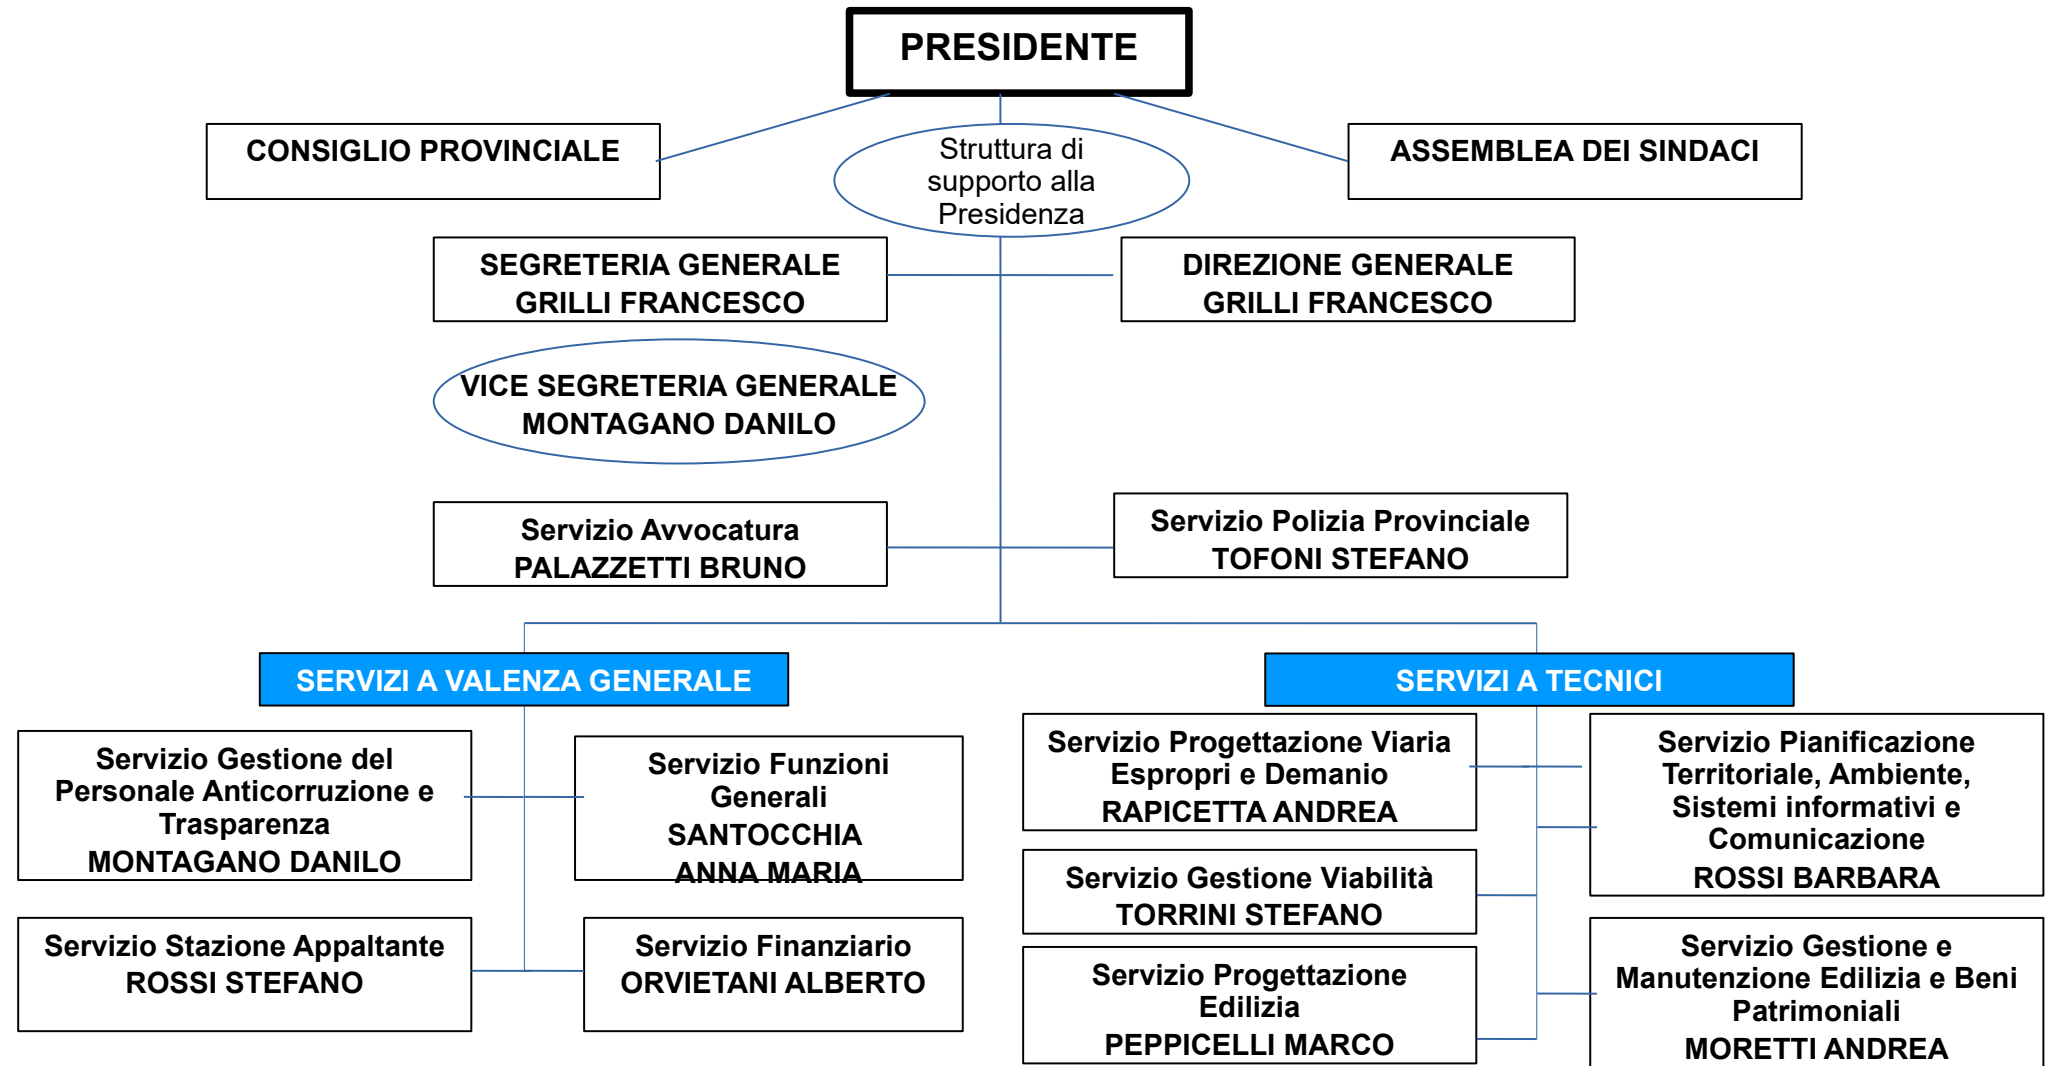 PRESIDENTE
CONSIGLIO PROVINCIALE
Struttura di
supporto alla
Presidenza
ASSEMBLEA DEI SINDACI
SEGRETERIA GENERALE
GRILLI FRANCESCO
DIREZIONE GENERALE
GRILLI FRANCESCO
VICE SEGRETERIA GENERALE
MONTAGANO DANILO
Servizio Avvocatura
PALAZZETTI BRUNO
Servizio Polizia Provinciale
TOFONI STEFANO
SERVIZI A VALENZA GENERALE
SERVIZI A TECNICI
Servizio Gestione del
Personale Anticorruzione e
Trasparenza
MONTAGANO DANILO
Servizio Funzioni
Generali
SANTOCCHIA
ANNA MARIA
Servizio Stazione Appaltante
ROSSI STEFANO
Servizio Finanziario
ORVIETANI ALBERTO
Servizio Progettazione Viaria
Espropri e Demanio
RAPICETTA ANDREA
Servizio Pianificazione
Territoriale, Ambiente,
Sistemi informativi e
Comunicazione
ROSSI BARBARA
Servizio Gestione Viabilità
TORRINI STEFANO
Servizio Progettazione
Edilizia
PEPPICELLI MARCO
Servizio Gestione e
Manutenzione Edilizia e Beni
Patrimoniali
MORETTI ANDREA